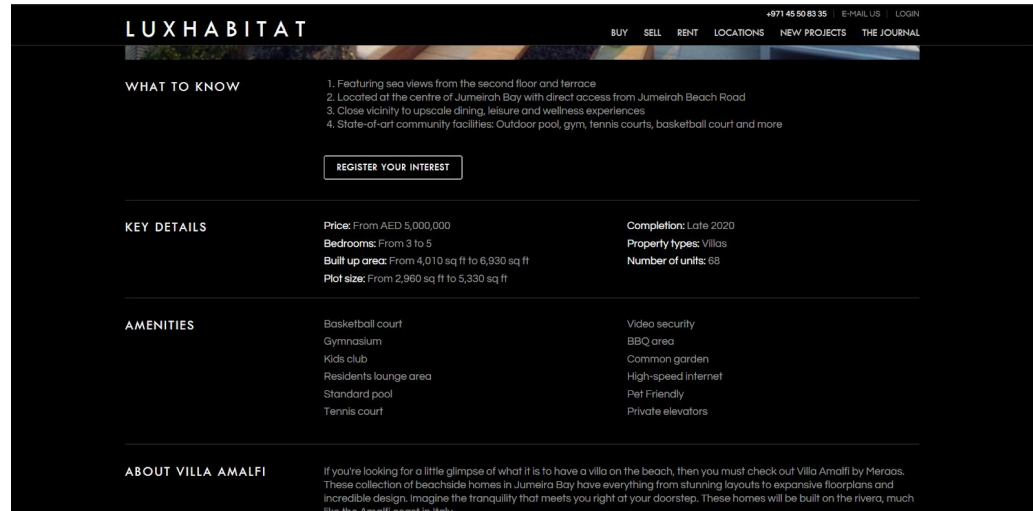 +971 45 50 83 35 | E-MAIL US | LOGIN
LUXHABITAT
BUY SELL RENT LOCATIONS NEW PROJECTS THE JOURNAL
WHAT TO KNOW
1. Featuring sea views from the second floor and terrace
2. Located at the centre of Jumeirah Bay with direct access from Jumeirah Beach Road
3. Close vicinity to upscale dining, leisure and wellness experiences
4. State-of-art community facilities: Outdoor pool, gym, tennis courts, basketball court and more
REGISTER YOUR INTEREST
KEY DETAILS
Price: From AED 5,000,000
Bedrooms: From 3 to 5
Built up area: From 4,010 sq ft to 6,930 sq ft
Plot size: From 2,960 sq ft to 5,330 sq ft
Completion: Late 2020
Property types: Villas
Number of units: 68
AMENITIES
Basketball court
Gymnasium
Kids club
Residents lounge area
Standard pool
Tennis court
Video security
BBQ area
Common garden
High-speed internet
Pet Friendly
Private elevators
ABOUT VILLA AMALFI
If you're looking for a little glimpse of what it is to have a villa on the beach, then you must check out Villa Amalfi by Meraas.
These collection of beachside homes in Jumeira Bay have everything from stunning layouts to expansive floorplans and
incredible design. Imagine the tranquility that meets you right at your doorstep. These homes will be built on the rivera, much
like the Amalfi coast in Italy.